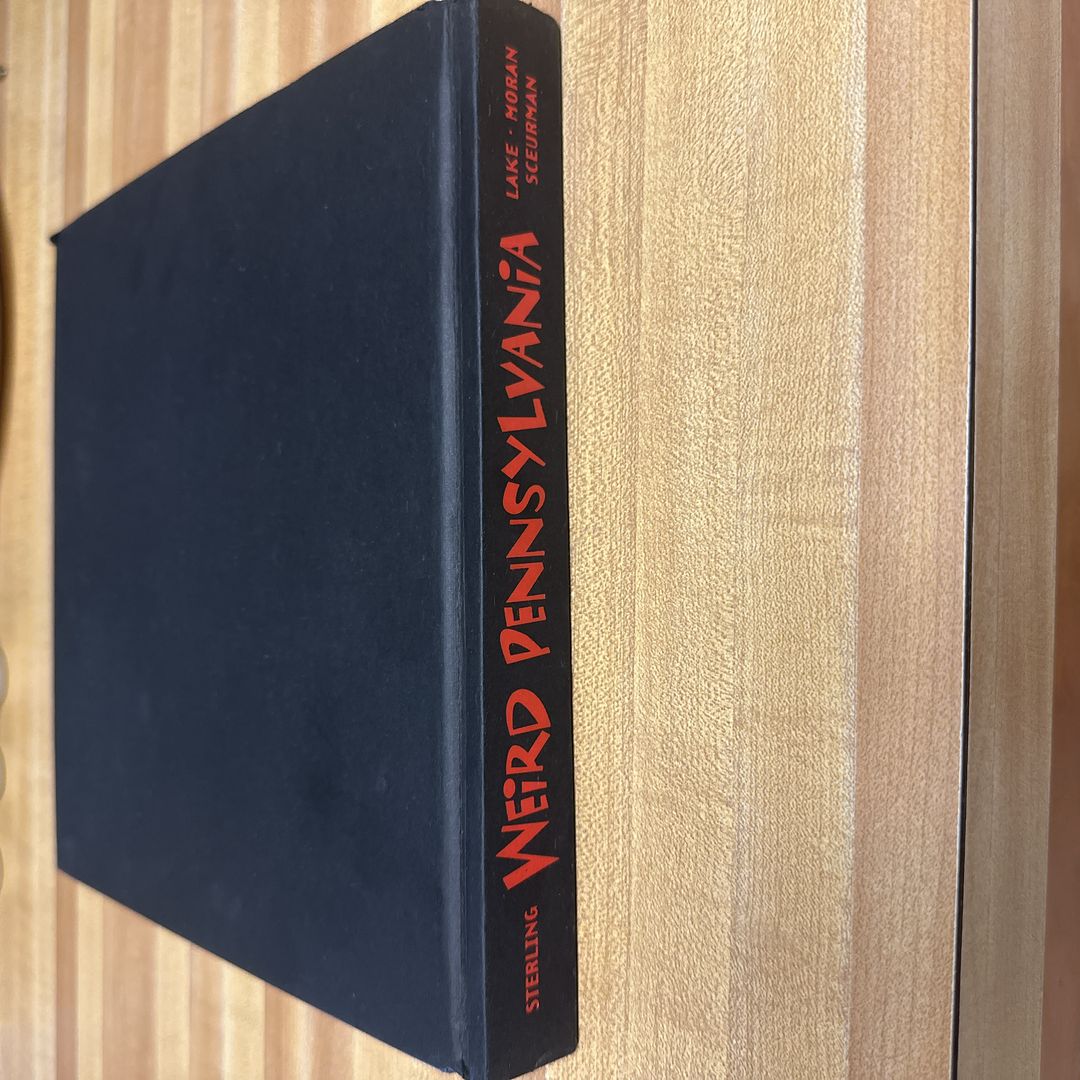 STERLING
WEiRD PENNSYLVANiA
LAKE · MORAN
SCEURMAN